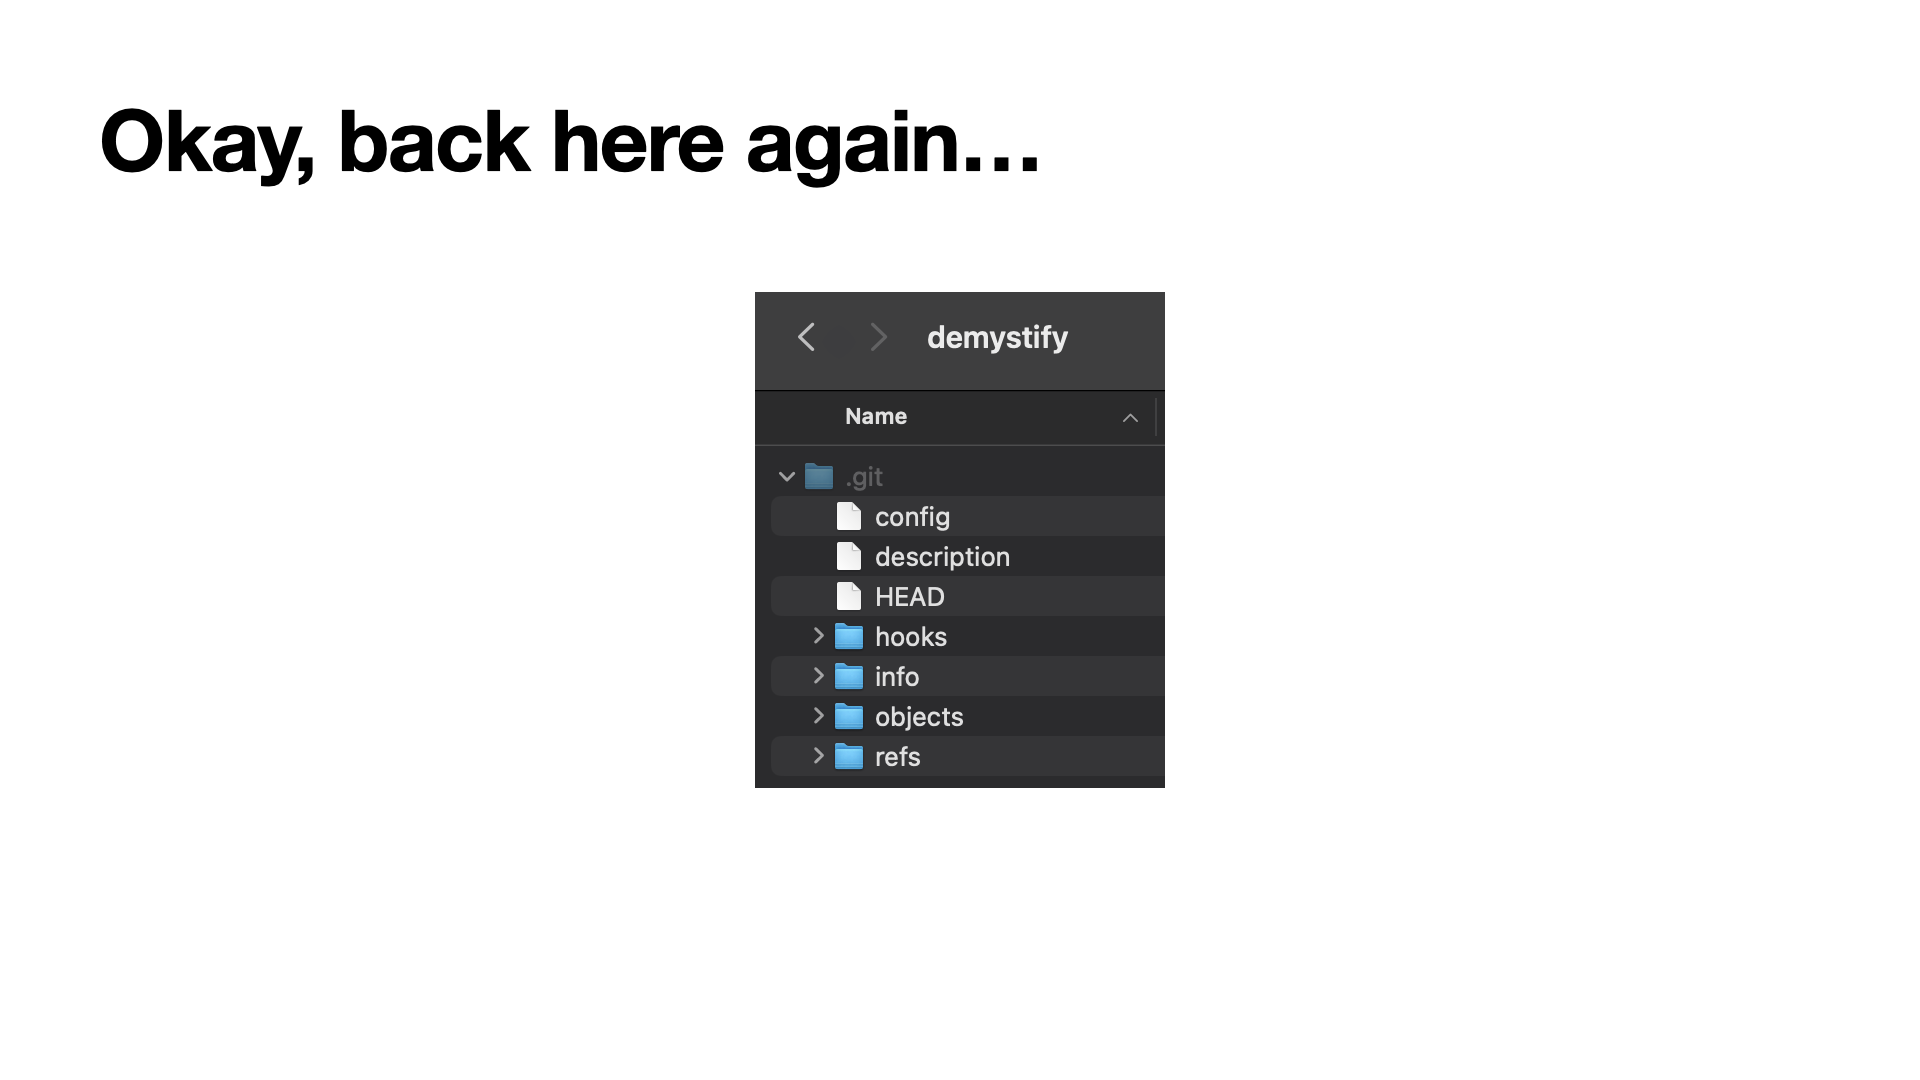 Okay, back here again…
demystify
Name
.git
config
description
HEAD
hooks
info
objects
refs